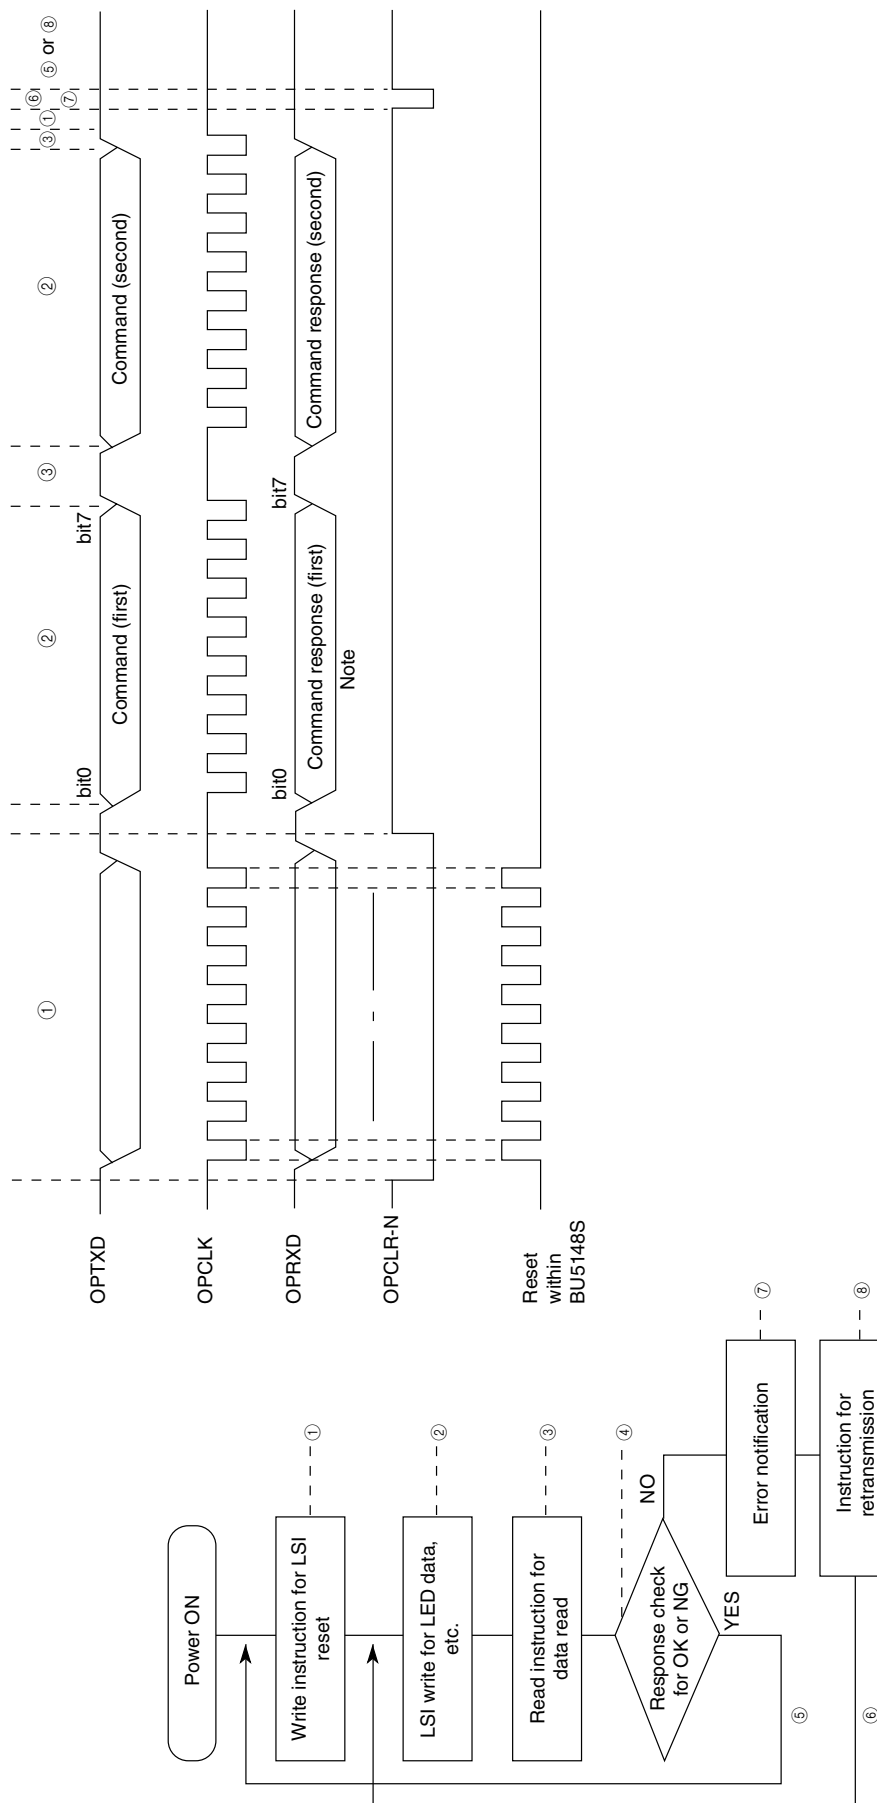 Power ON
Write instruction for LSI
reset
①
LSI write for LED data,
etc.
②
Read instruction for
data read
③
Response check
for OK or NG
④
NO
YES
⑤
⑥
Error notification
⑦
Instruction for
retransmission
⑧
① ② ③ ② ③ ① ⑥ ⑤ or ⑧
⑦
bit0 bit7
OPTXD Command (first) Command (second)
OPCLK
bit0 bit7
OPRXD Command response (first) Command response (second)
Note
OPCLR-N
Reset
within
BU5148S